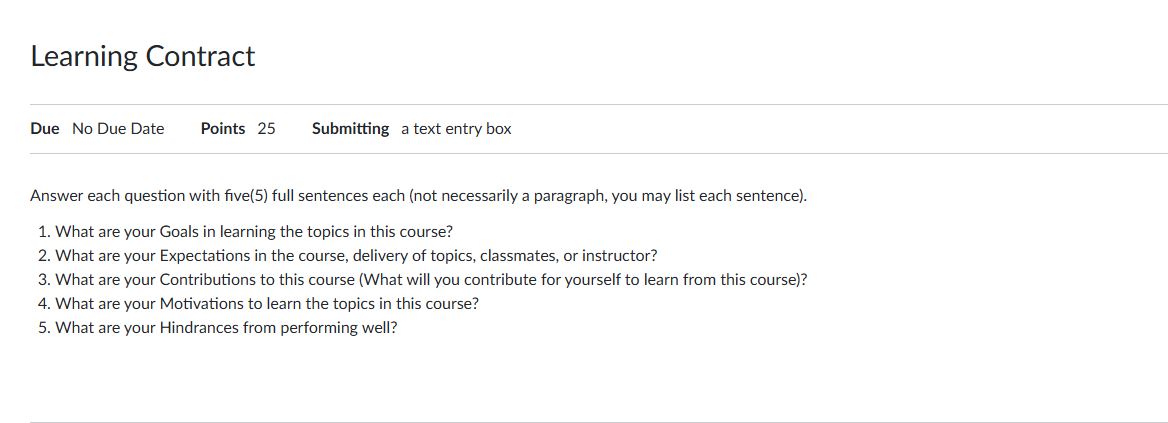 Learning Contract
Due No Due Date Points 25 Submitting a text entry box
Answer each question with five(5) full sentences each (not necessarily a paragraph, you may list each sentence).
1. What are your Goals in learning the topics in this course?
2. What are your Expectations in the course, delivery of topics, classmates, or instructor?
3. What are your Contributions to this course (What will you contribute for yourself to learn from this course)?
4. What are your Motivations to learn the topics in this course?
5. What are your Hindrances from performing well?